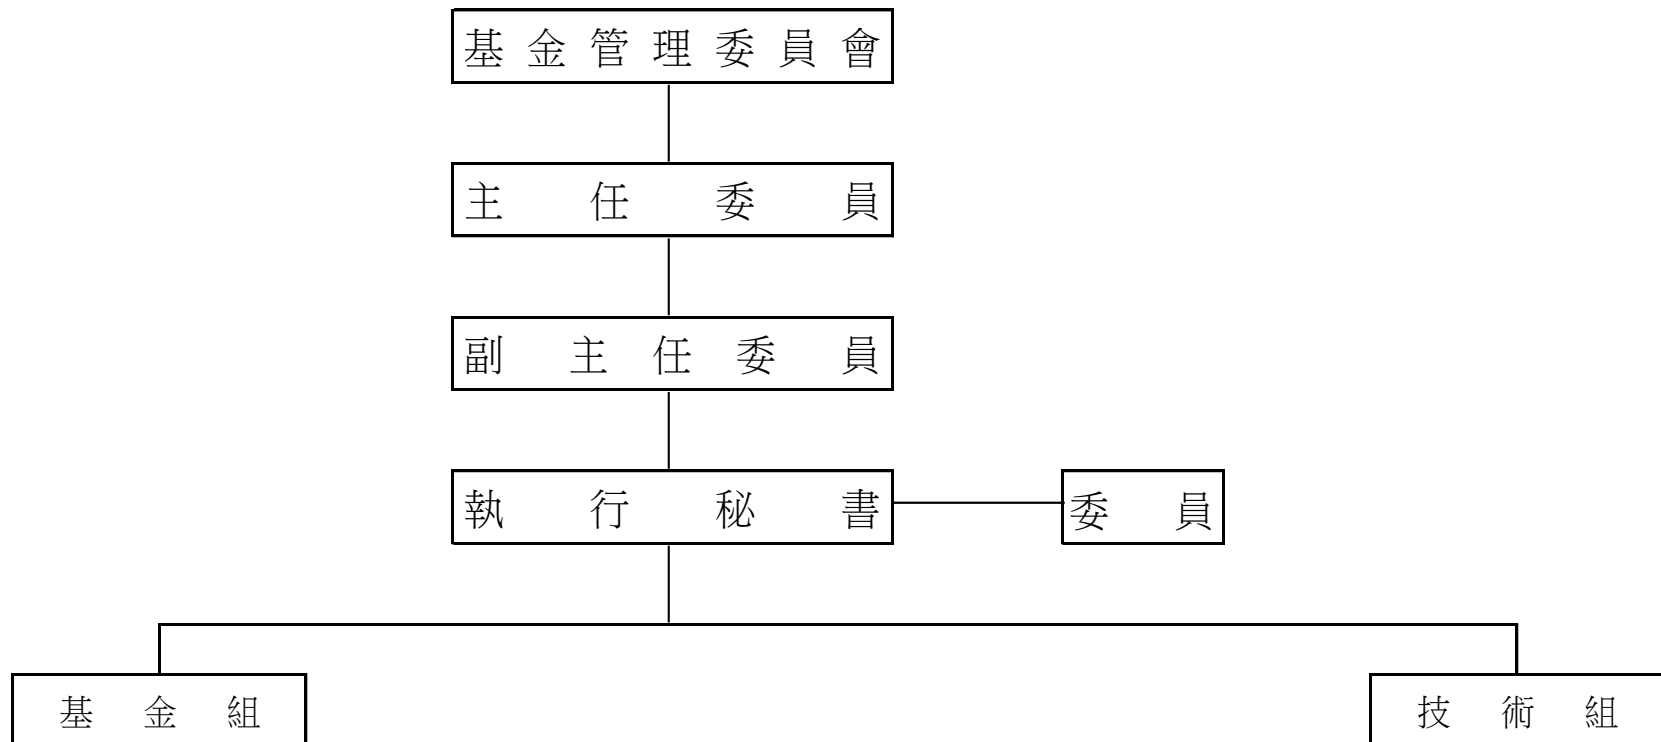 基金管理委員會
主任委員
副主任委員
執行秘書
委員
基金組
技術組